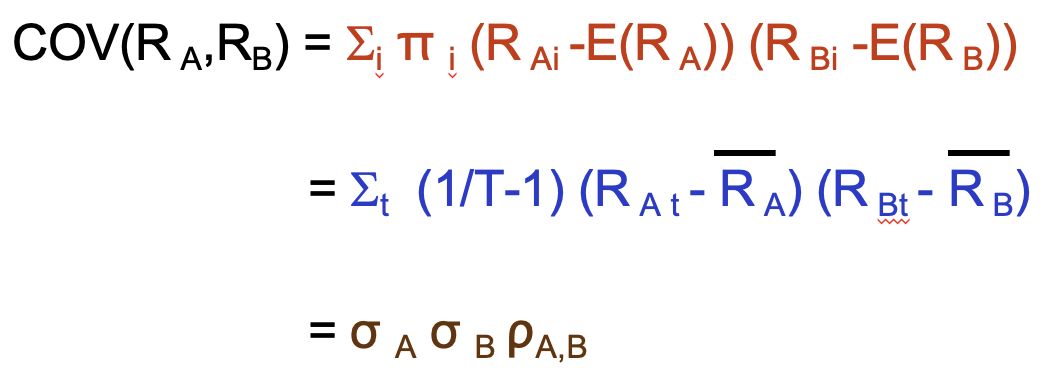 COV(R A,RB) = Σi π i (R Ai -E(R A)) (R Bi -E(R B))
= Σt (1/T-1) (R A t - R̅ A) (R Bt - R̅ B)
= σ A σ B ρA,B